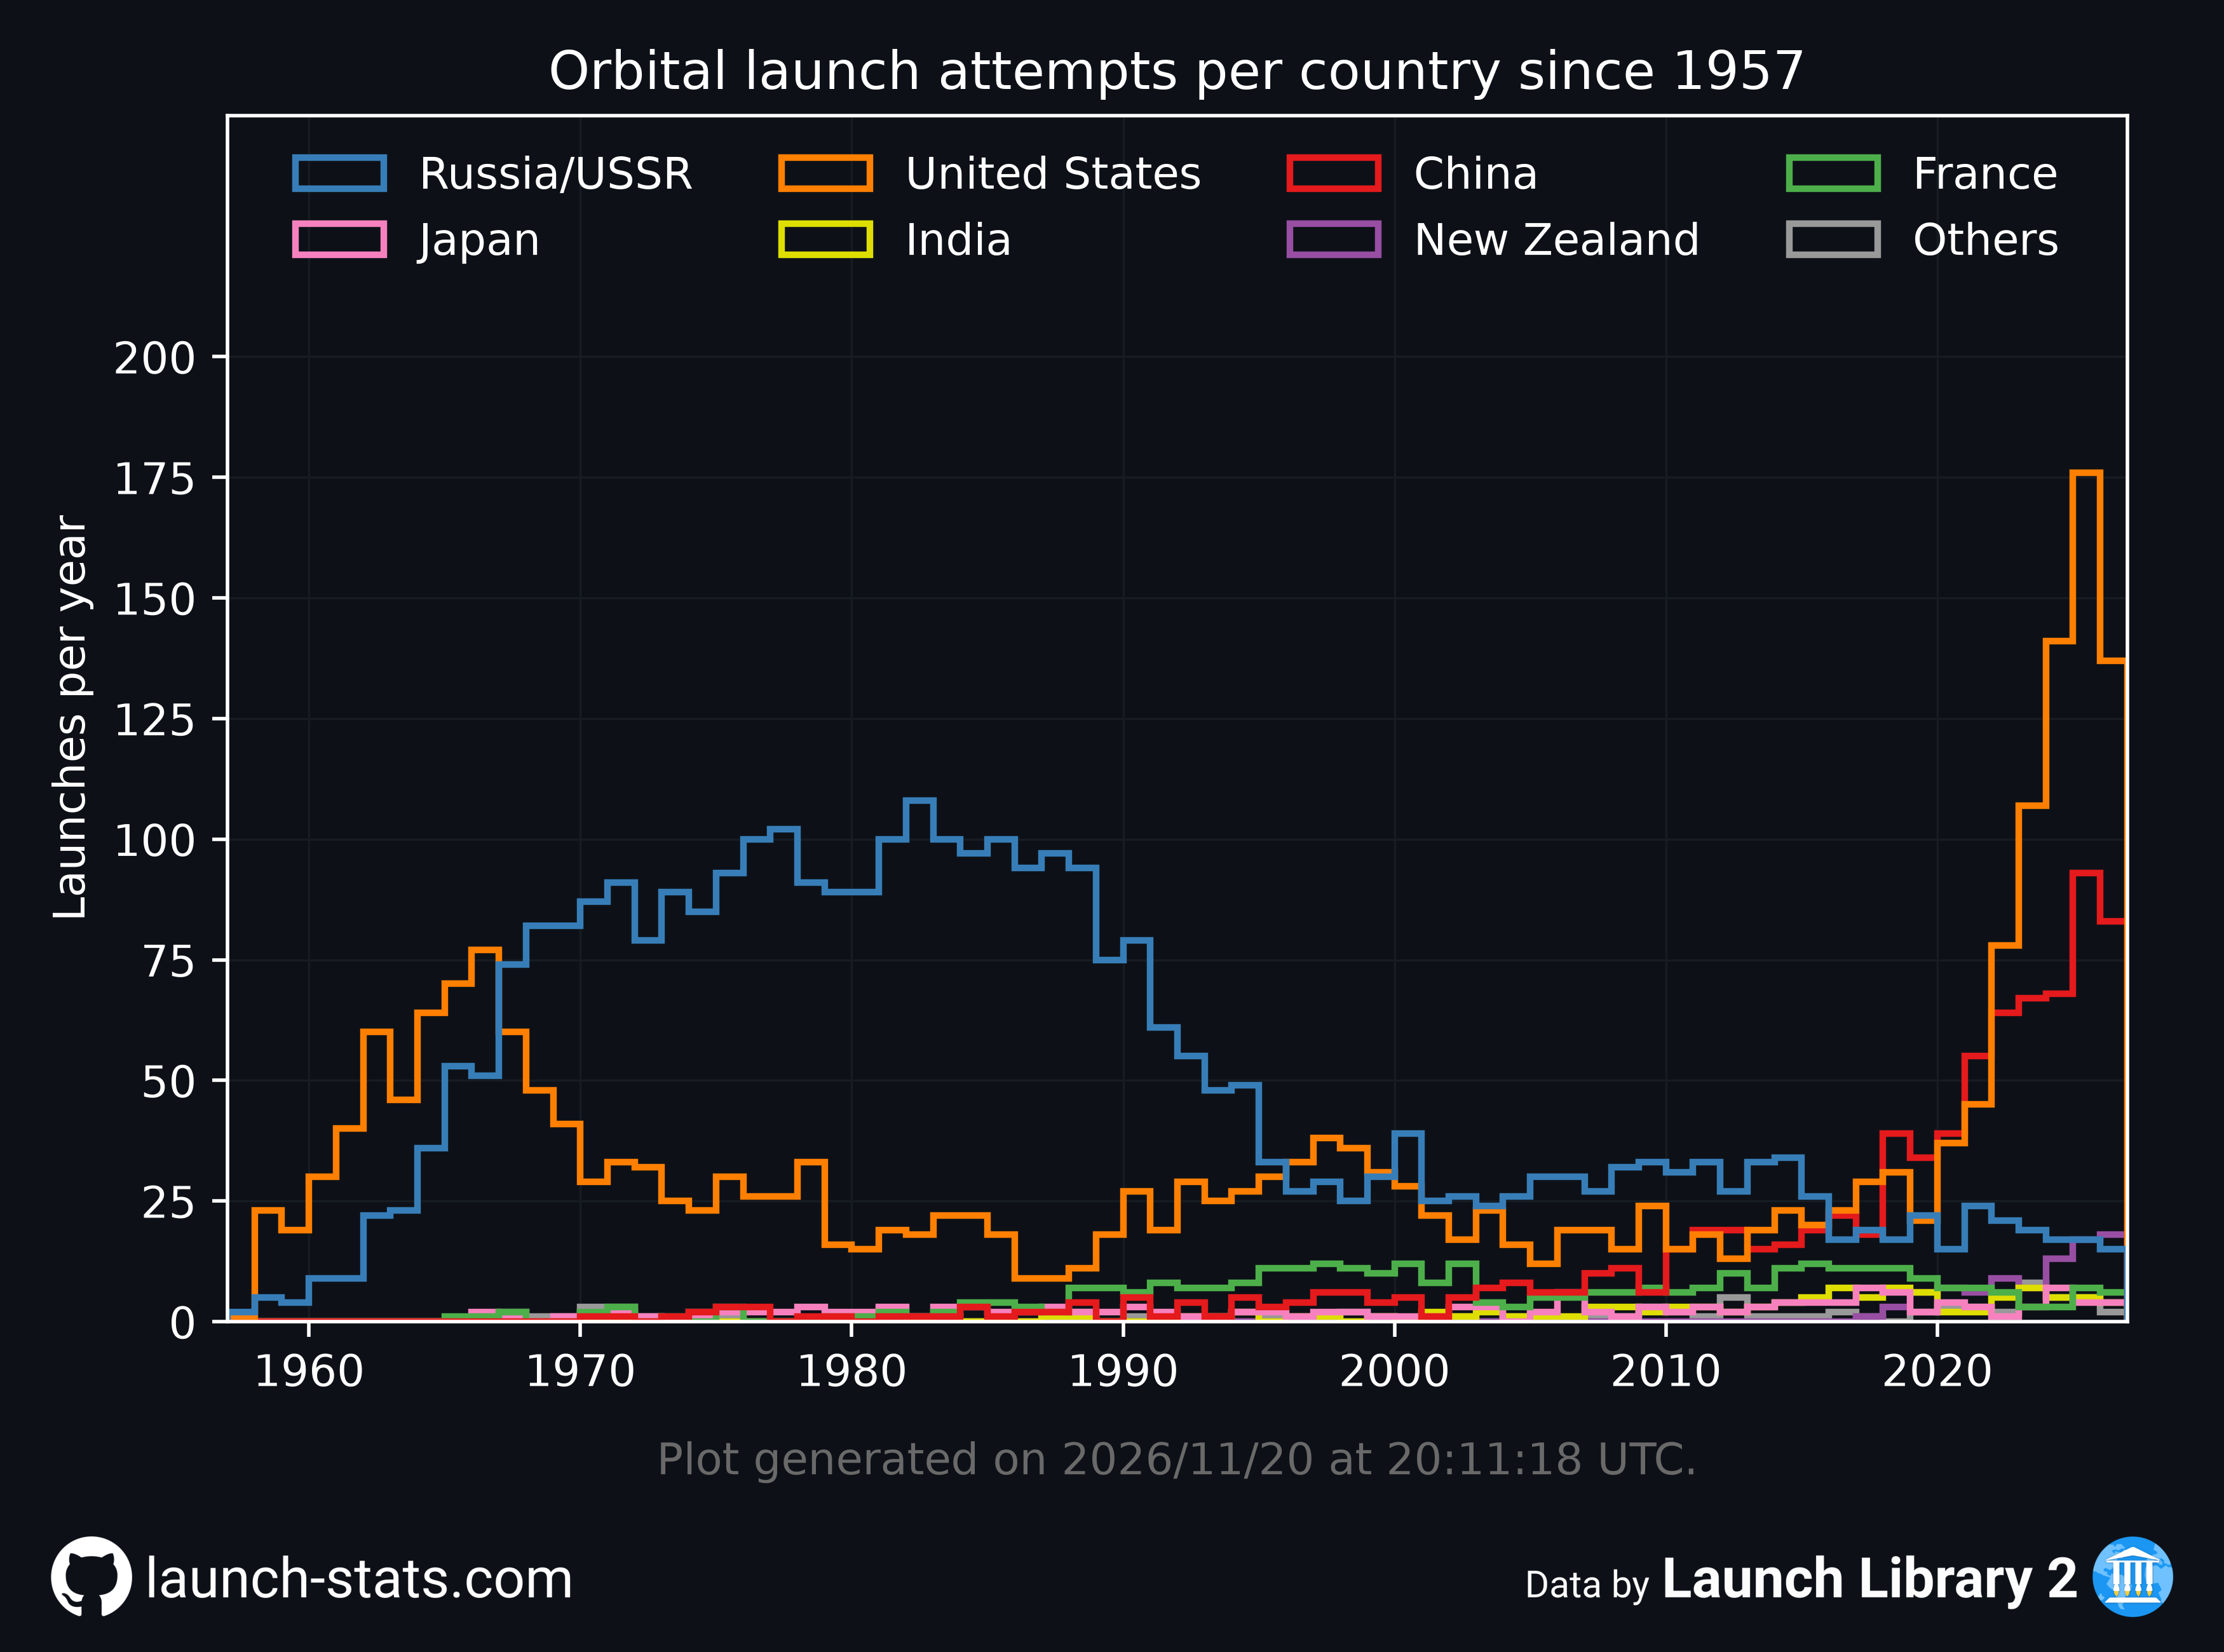 Orbital launch attempts per country since 1957
Russia/USSR United States China France
Japan India New Zealand Others
Launches per year
200
175
150
125
100
75
50
25
0
1960 1970 1980 1990 2000 2010 2020
Plot generated on 2026/11/20 at 20:11:18 UTC.
launch-stats.com
Data by Launch Library 2